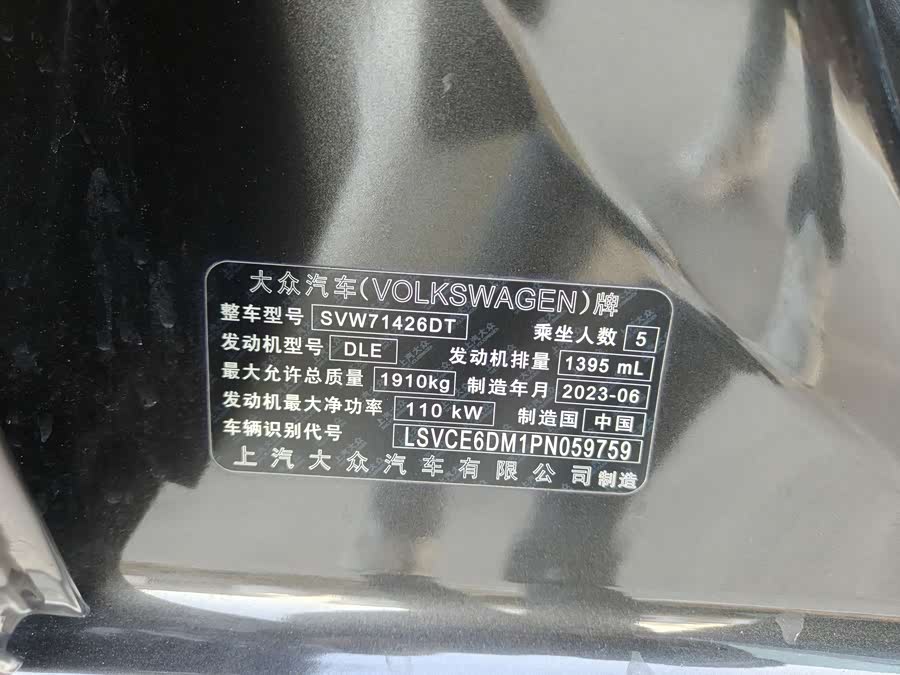 大众汽车(VOLKSWAGEN)牌
整车型号 SVW71426DT 乘坐人数 5
发动机型号 DLE 发动机排量 1395 mL
最大允许总质量 1910kg 制造年月 2023-06
发动机最大净功率 110 kW 制造国 中国
车辆识别代号 LSVCE6DM1PN059759
上汽大众汽车有限公司制造